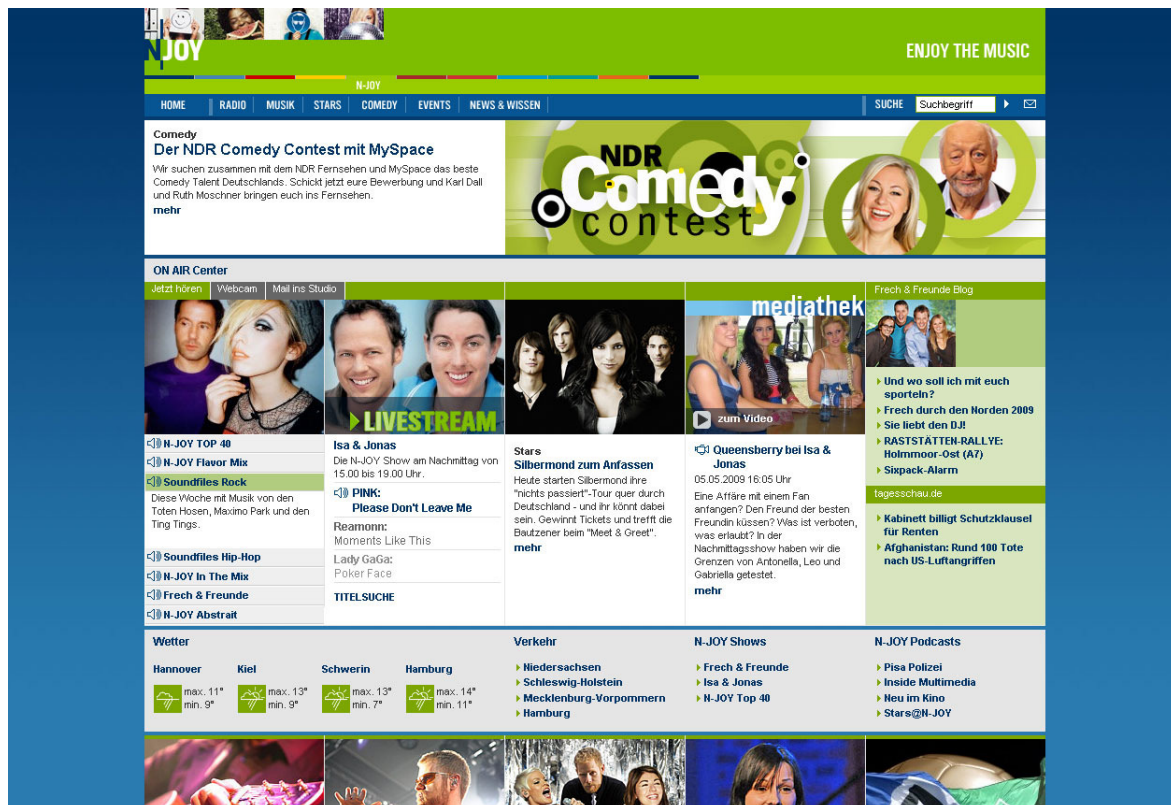 N-JOY
ENJOY THE MUSIC
N-JOY
HOME
RADIO
MUSIK
STARS
COMEDY
EVENTS
NEWS & WISSEN
SUCHE
Suchbegriff
Comedy
Der NDR Comedy Contest mit MySpace
Wir suchen zusammen mit dem NDR Fernsehen und MySpace das beste
Comedy Talent Deutschlands. Schickt jetzt eure Bewerbung und Karl Dall
und Ruth Moschner bringen euch ins Fernsehen.
mehr
NDR
Comedy
contest
ON AIR Center
Jetzt hören
Webcam
Mail ins Studio
N-JOY TOP 40
N-JOY Flavor Mix
Soundfiles Rock
Diese Woche mit Musik von den
Toten Hosen, Maximo Park und den
Ting Tings.
Soundfiles Hip-Hop
N-JOY In The Mix
Frech & Freunde
N-JOY Abstrait
LIVESTREAM
Isa & Jonas
Die N-JOY Show am Nachmittag von
15.00 bis 19.00 Uhr.
PINK:
Please Don't Leave Me
Reamonn:
Moments Like This
Lady GaGa:
Poker Face
TITELSUCHE
Stars
Silbermond zum Anfassen
Heute starten Silbermond ihre
"nichts passiert"-Tour quer durch
Deutschland - und ihr könnt dabei
sein. Gewinnt Tickets und trefft die
Bautzener beim "Meet & Greet".
mehr
mediathek
zum Video
Queensberry bei Isa &
Jonas
05.05.2009 16:05 Uhr
Eine Affäre mit einem Fan
anfangen? Den Freund der besten
Freundin küssen? Was ist verboten,
was erlaubt? In der
Nachmittagsshow haben wir die
Grenzen von Antonella, Leo und
Gabriella getestet.
mehr
Frech & Freunde Blog
Und wo soll ich mit euch
sporteln?
Frech durch den Norden 2009
Sie liebt den DJ!
RASTSTÄTTEN-RALLYE:
Holmmoor-Ost (A7)
Sixpack-Alarm
tagesschau.de
Kabinett billigt Schutzklausel
für Renten
Afghanistan: Rund 100 Tote
nach US-Luftangriffen
Wetter
Hannover
max. 11°
min. 9°
Kiel
max. 13°
min. 9°
Schwerin
max. 13°
min. 7°
Hamburg
max. 14°
min. 11°
Verkehr
Niedersachsen
Schleswig-Holstein
Mecklenburg-Vorpommern
Hamburg
N-JOY Shows
Frech & Freunde
Isa & Jonas
N-JOY Top 40
N-JOY Podcasts
Pisa Polizei
Inside Multimedia
Neu im Kino
Stars@N-JOY